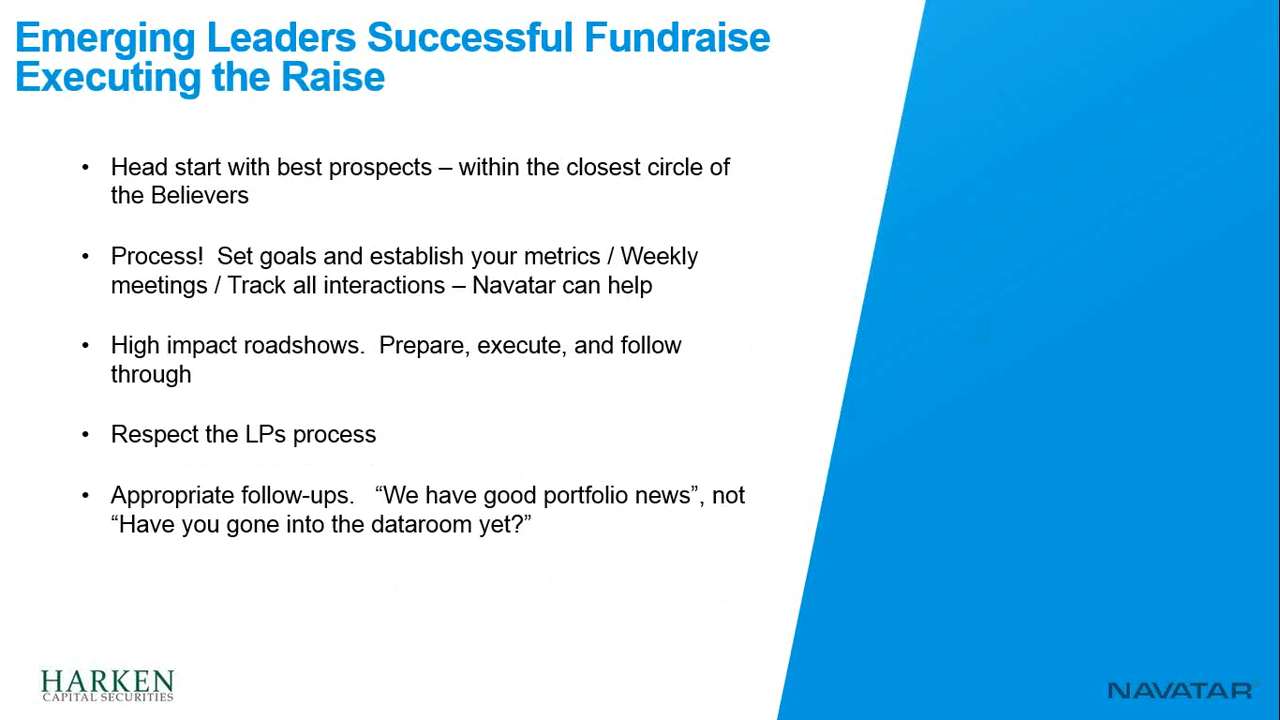 Emerging Leaders Successful Fundraise
Executing the Raise
• Head start with best prospects – within the closest circle of
the Believers
• Process!  Set goals and establish your metrics / Weekly
meetings / Track all interactions – Navatar can help
• High impact roadshows.  Prepare, execute, and follow
through
• Respect the LPs process
• Appropriate follow-ups.   “We have good portfolio news”, not
“Have you gone into the dataroom yet?”
HARKEN
CAPITAL SECURITIES
NAVATAR